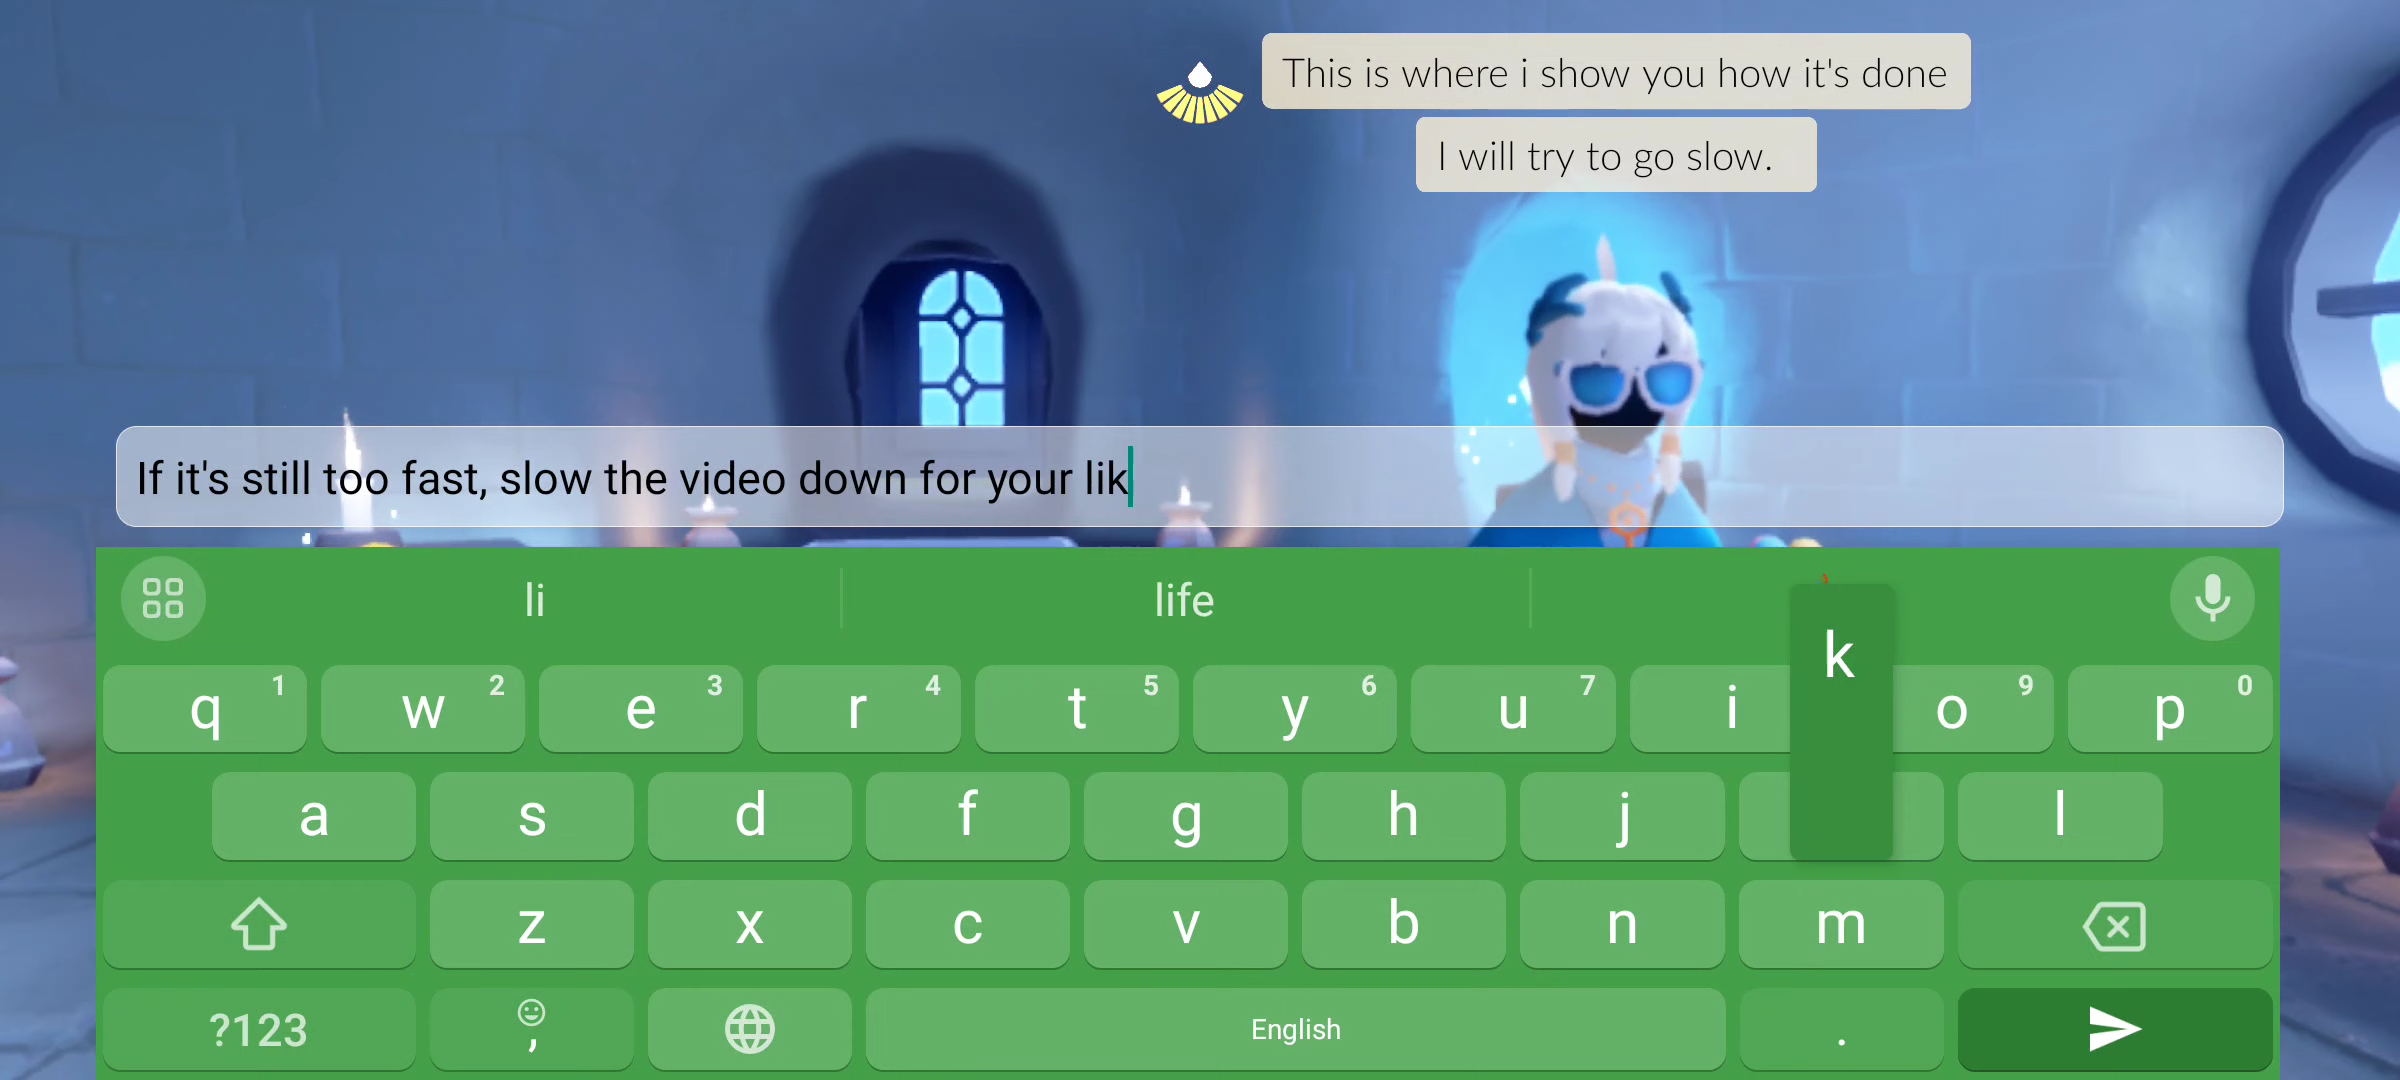 This is where i show you how it's done
I will try to go slow.
If it's still too fast, slow the video down for your lik
li life
k
q 1 w 2 e 3 r 4 t 5 y 6 u 7 i o 9 p 0
a s d f g h j l
z x c v b n m
?123 , English .